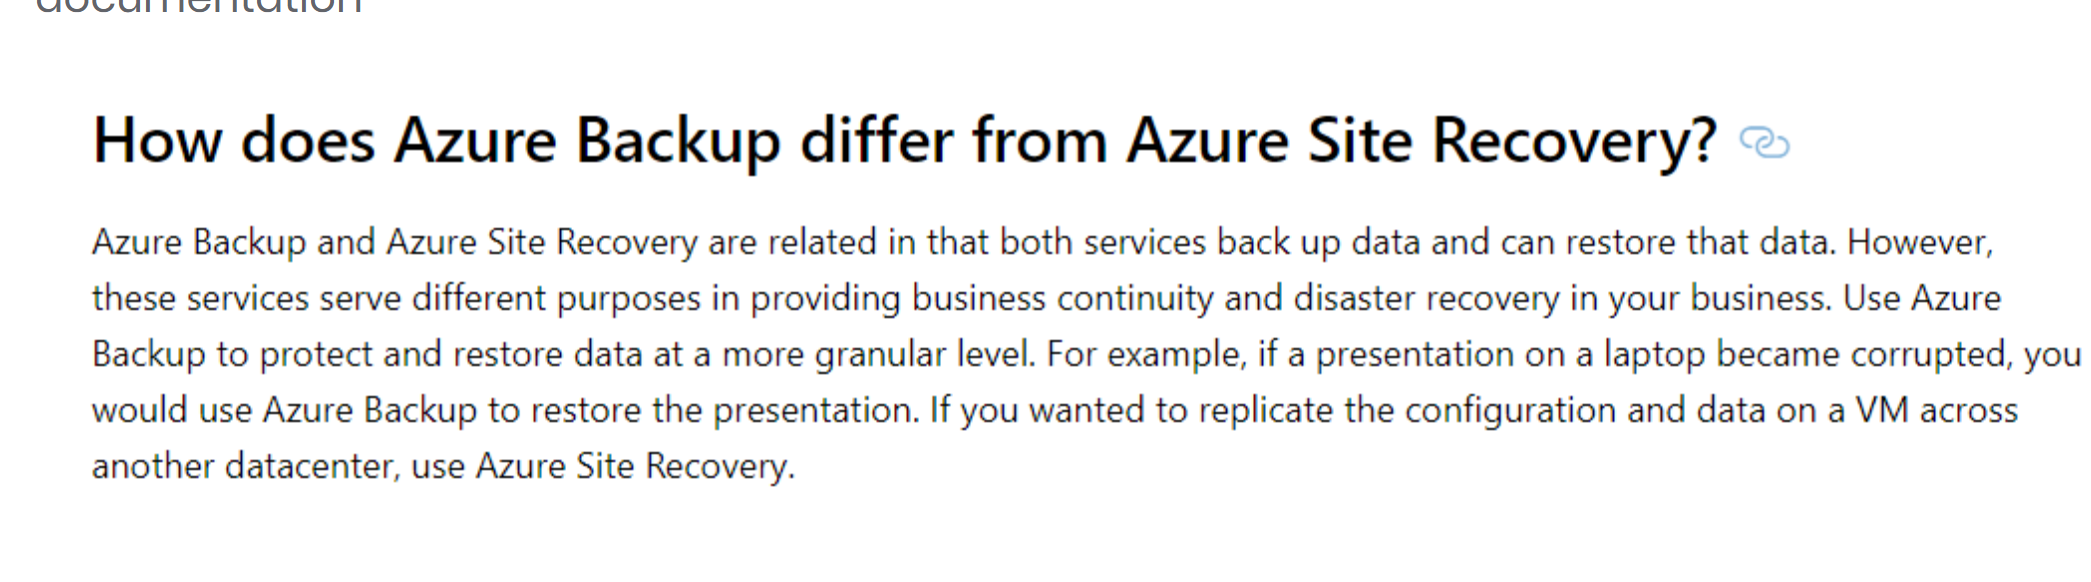 documentation
How does Azure Backup differ from Azure Site Recovery?
Azure Backup and Azure Site Recovery are related in that both services back up data and can restore that data. However,
these services serve different purposes in providing business continuity and disaster recovery in your business. Use Azure
Backup to protect and restore data at a more granular level. For example, if a presentation on a laptop became corrupted, you
would use Azure Backup to restore the presentation. If you wanted to replicate the configuration and data on a VM across
another datacenter, use Azure Site Recovery.